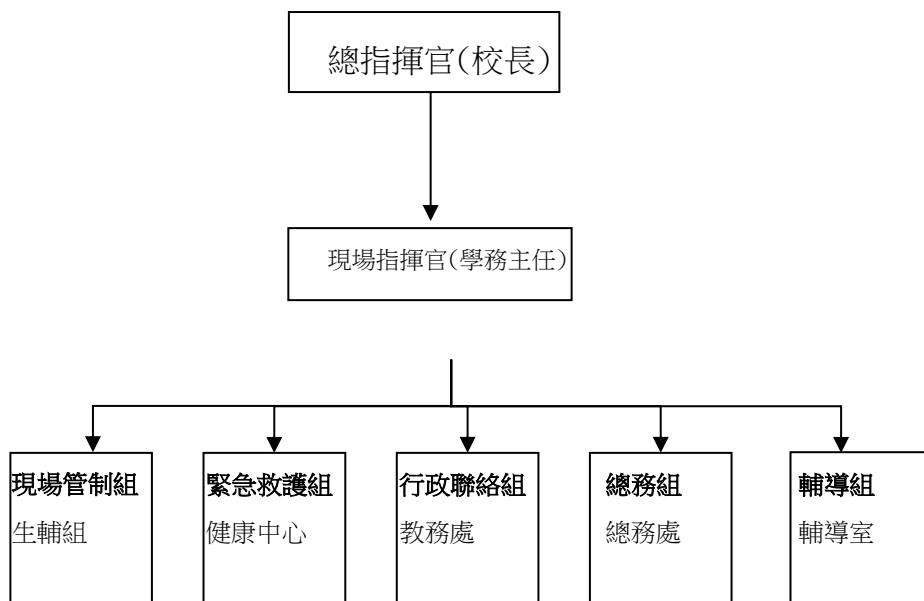 總指揮官(校長)
現場指揮官(學務主任)
現場管制組
生輔組
緊急救護組
健康中心
行政聯絡組
教務處
總務組
總務處
輔導組
輔導室